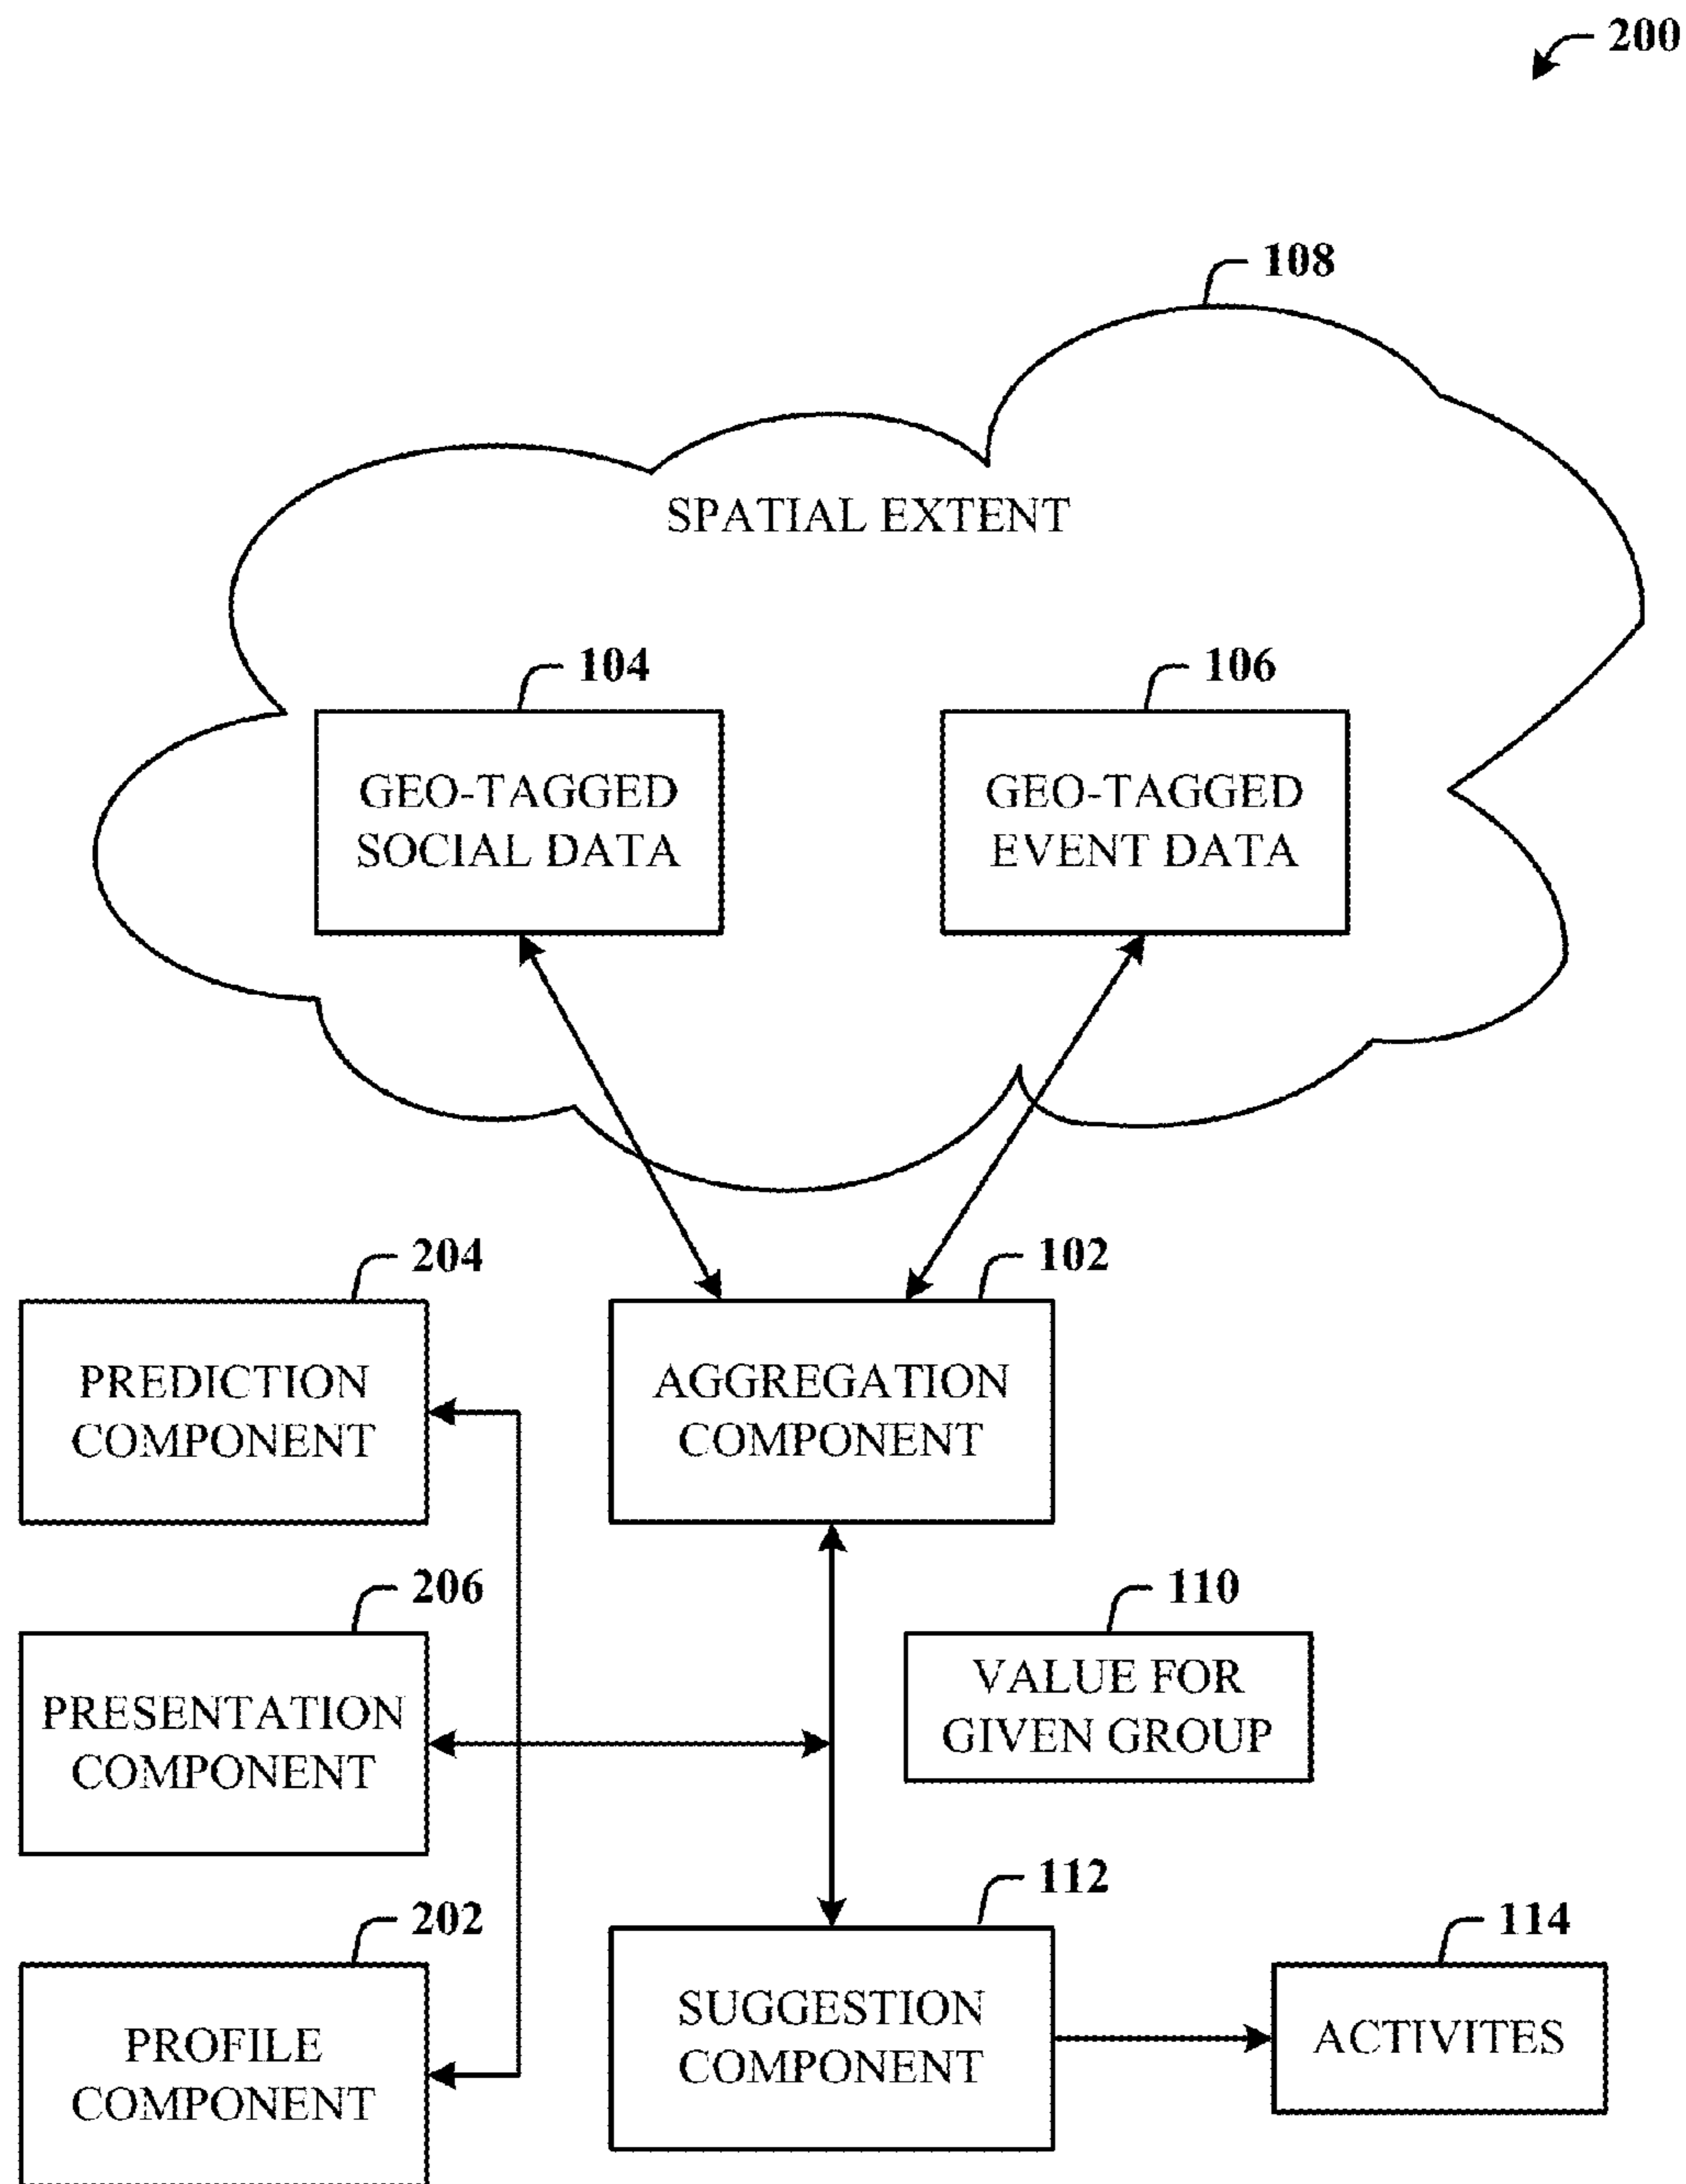 200
108
SPATIAL EXTENT
104
106
GEO-TAGGED
SOCIAL DATA
GEO-TAGGED
EVENT DATA
204
102
PREDICTION
COMPONENT
AGGREGATION
COMPONENT
206
110
PRESENTATION
COMPONENT
VALUE FOR
GIVEN GROUP
202
112
114
PROFILE
COMPONENT
SUGGESTION
COMPONENT
ACTIVITES